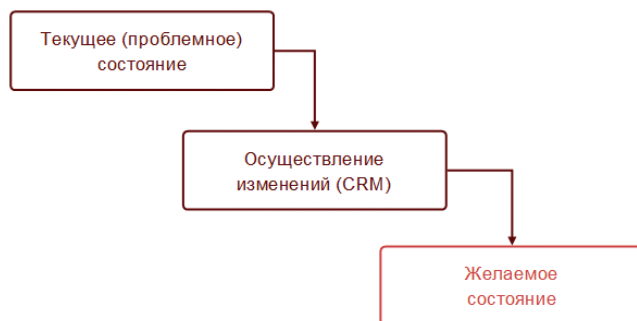 Текущее (проблемное)
состояние
Осуществление
изменений (CRM)
Желаемое
состояние